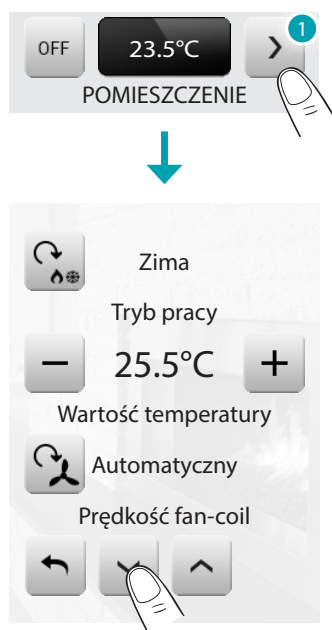 OFF 23.5°C 1
POMIESZCZENIE
Zima
Tryb pracy
− 25.5°C +
Wartość temperatury
Automatyczny
Prędkość fan-coil